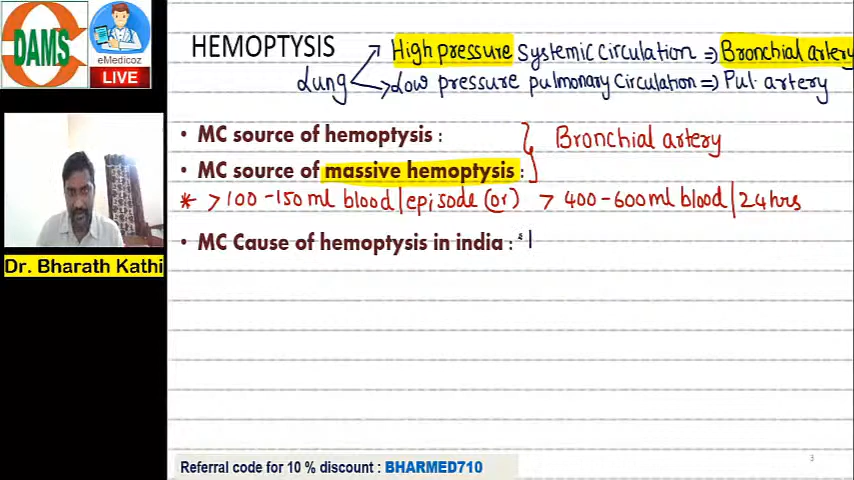 DAMS
eMedicoz
LIVE
HEMOPTYSIS
Lung
High pressure Systemic circulation ⇒ Bronchial artery
Low pressure pulmonary Circulation ⇒ Pul. artery
• MC source of hemoptysis :
Bronchial artery
• MC source of massive hemoptysis :
* > 100 -150 ml blood / episode (or) > 400 - 600 ml blood / 24 hrs
• MC Cause of hemoptysis in india :
Dr. Bharath Kathi
3
Referral code for 10 % discount : BHARMED710